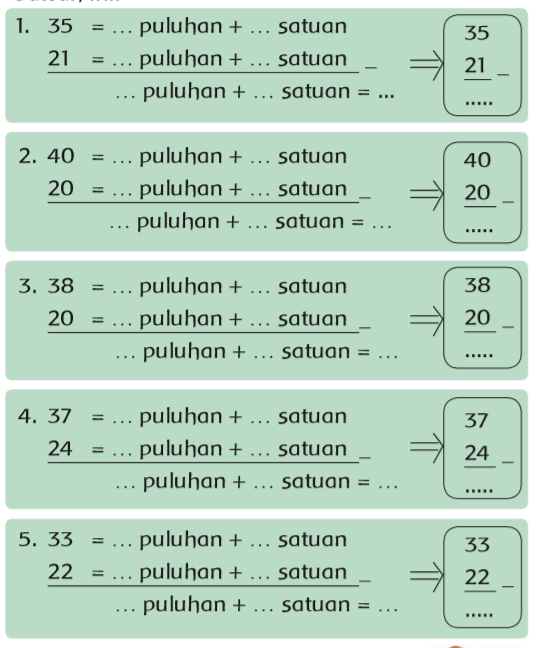 1. 35 = ... puluhan + ... satuan
21 = ... puluhan + ... satuan _
... puluhan + ... satuan = ...
35
21 _
.....
2. 40 = ... puluhan + ... satuan
20 = ... puluhan + ... satuan _
... puluhan + ... satuan = ...
40
20 _
.....
3. 38 = ... puluhan + ... satuan
20 = ... puluhan + ... satuan _
... puluhan + ... satuan = ...
38
20 _
.....
4. 37 = ... puluhan + ... satuan
24 = ... puluhan + ... satuan _
... puluhan + ... satuan = ...
37
24 _
.....
5. 33 = ... puluhan + ... satuan
22 = ... puluhan + ... satuan _
... puluhan + ... satuan = ...
33
22 _
.....